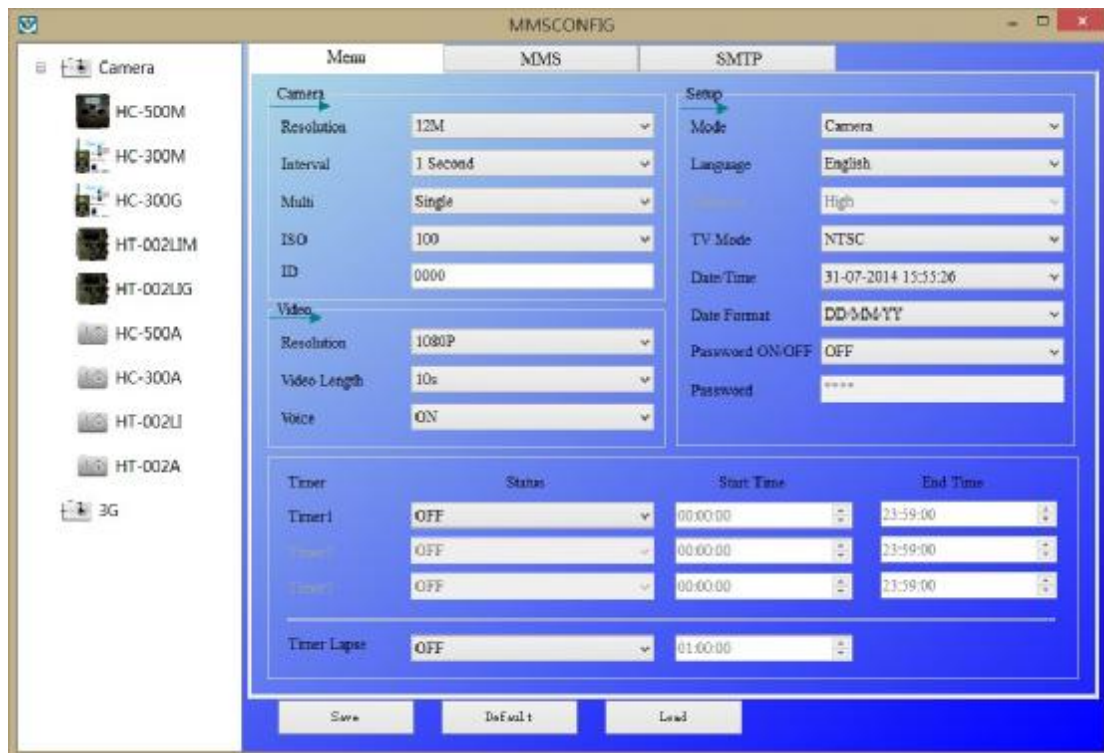 MMSCONFIG
Camera
HC-500M
HC-300M
HC-300G
HT-002LIM
HT-002LIG
HC-500A
HC-300A
HT-002LI
HT-002A
3G
Menu MMS SMTP
Camera
Resolution 12M
Interval 1 Second
Multi Single
ISO 100
ID 0000
Video
Resolution 1080P
Video Length 10s
Voice ON
Setup
Mode Camera
Language English
High
TV Mode NTSC
Date/Time 31-07-2014 15:55:26
Date Format DD/MM/YY
Password ON/OFF OFF
Password ****
Timer Status Start Time End Time
Timer1 OFF 00:00:00 23:59:00
OFF 00:00:00 23:59:00
OFF 00:00:00 23:59:00
Timer Lapse OFF 01:00:00
Save Default Load